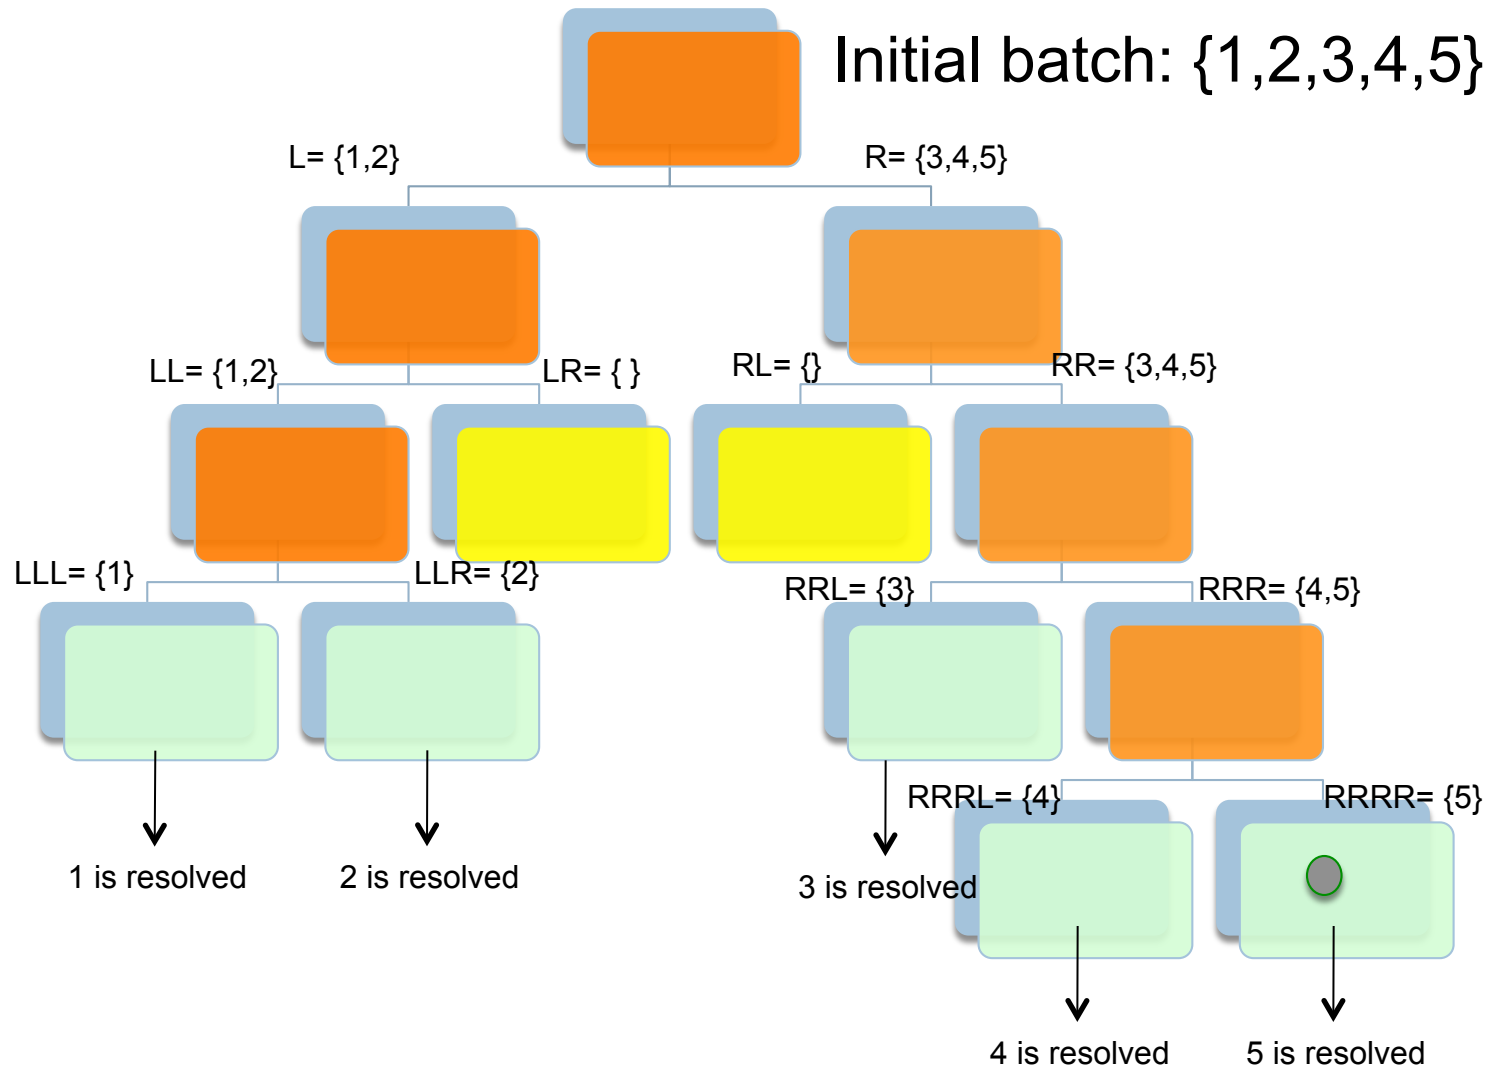 Initial batch: {1,2,3,4,5}
L= {1,2}
R= {3,4,5}
LL= {1,2}
LR= { }
RL= {}
RR= {3,4,5}
LLL= {1}
LLR= {2}
RRL= {3}
RRR= {4,5}
RRRL= {4}
RRRR= {5}
1 is resolved
2 is resolved
3 is resolved
4 is resolved
5 is resolved